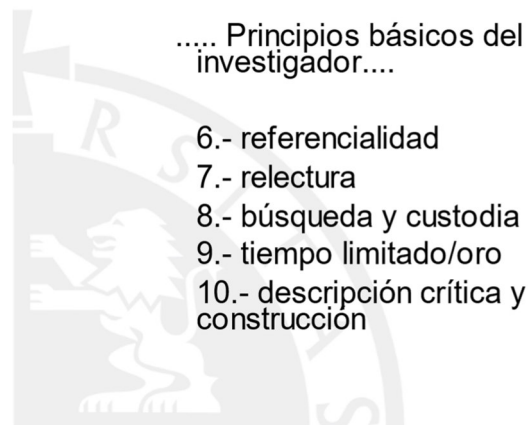 ..... Principios básicos del
investigador....
6.- referencialidad
7.- relectura
8.- búsqueda y custodia
9.- tiempo limitado/oro
10.- descripción crítica y
construcción
R S
A S